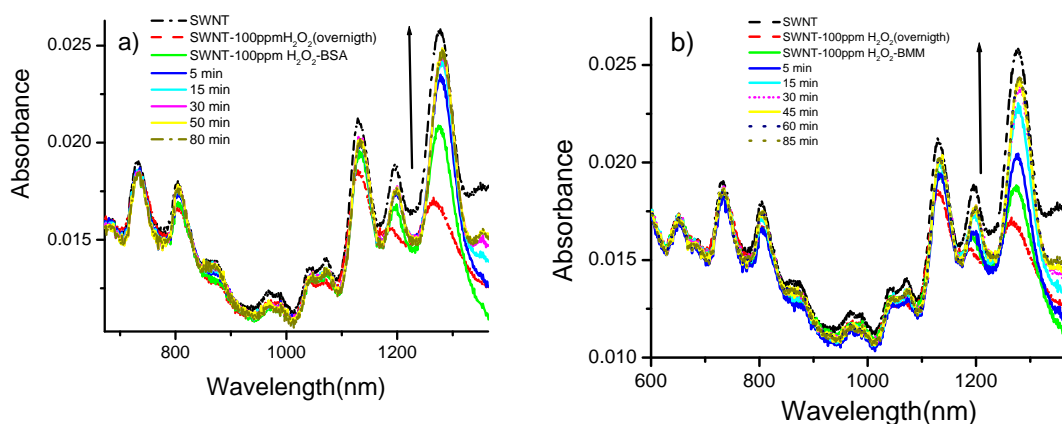 a)
SWNT
SWNT-100ppmH₂O₂(overnigth)
SWNT-100ppm H₂O₂-BSA
5 min
15 min
30 min
50 min
80 min
Absorbance
0.025
0.020
0.015
800
1000
1200
Wavelength(nm)
b)
SWNT
SWNT-100ppm H₂O₂(overnigth)
SWNT-100ppm H₂O₂-BMM
5 min
15 min
30 min
45 min
60 min
85 min
Absorbance
0.025
0.020
0.015
0.010
600
800
1000
1200
Wavelength(nm)